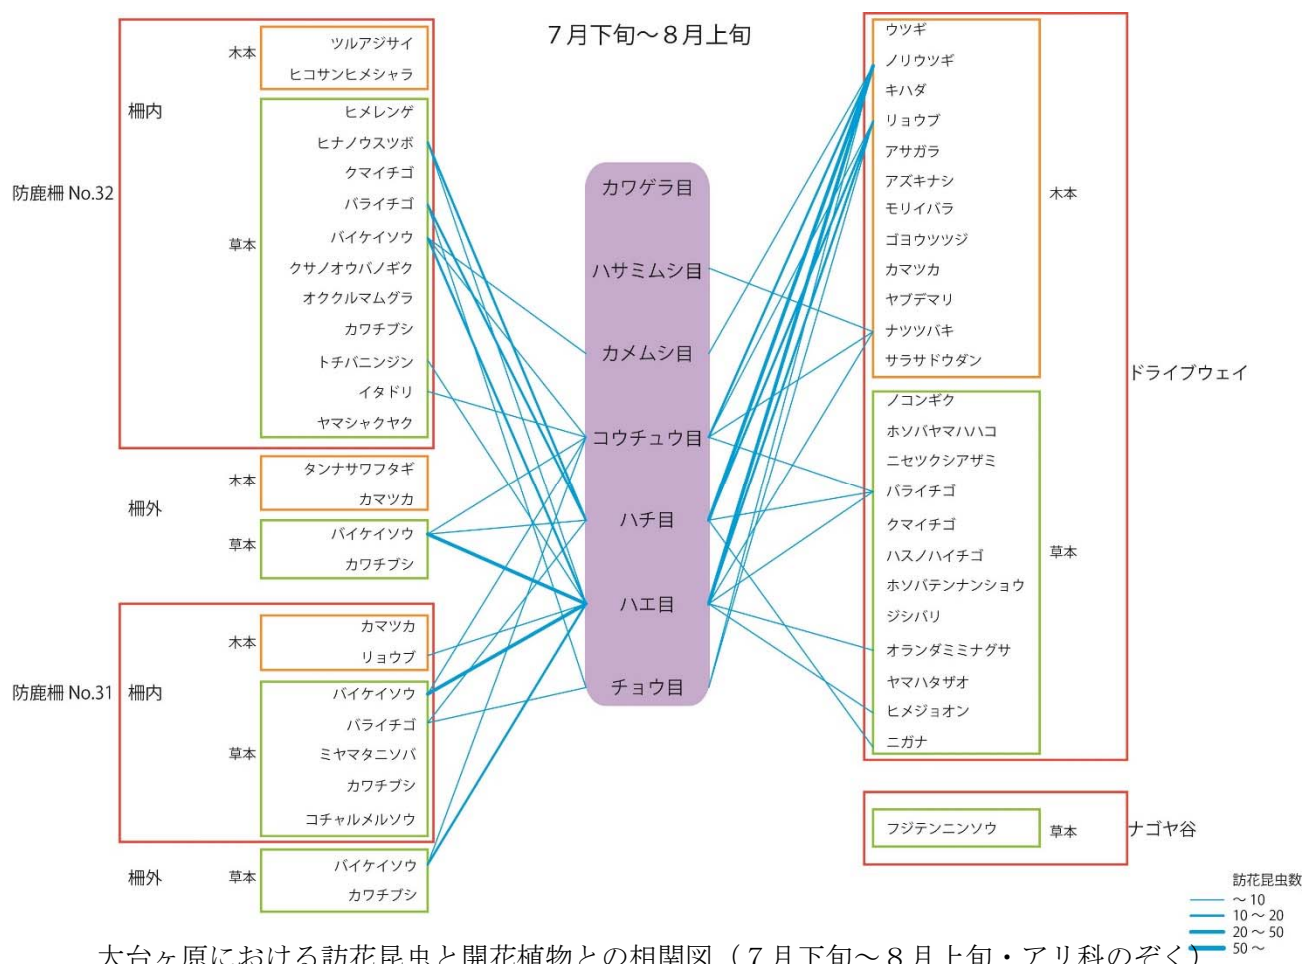 7月下旬〜8月上旬
防鹿柵 No.32
柵内
木本
ツルアジサイ
ヒコサンヒメシャラ
草本
ヒメレンゲ
ヒナノウスツボ
クマイチゴ
バライチゴ
バイケイソウ
クサノオウバノギク
オククルマムグラ
カワチブシ
トチバニンジン
イタドリ
ヤマシャクヤク
柵外
木本
タンナサワフタギ
カマツカ
草本
バイケイソウ
カワチブシ
防鹿柵 No.31
柵内
木本
カマツカ
リョウブ
草本
バイケイソウ
バライチゴ
ミヤマタニソバ
カワチブシ
コチャルメルソウ
柵外
草本
バイケイソウ
カワチブシ
カワゲラ目
ハサミムシ目
カメムシ目
コウチュウ目
ハチ目
ハエ目
チョウ目
ウツギ
ノリウツギ
キハダ
リョウブ
アサガラ
アズキナシ
モリイバラ
ゴヨウツツジ
カマツカ
ヤブデマリ
ナツツバキ
サラサドウダン
木本
ドライブウェイ
ノコンギク
ホソバヤマハハコ
ニセツクシアザミ
バライチゴ
クマイチゴ
ハスノハイチゴ
ホソバテンナンショウ
ジシバリ
オランダミミナグサ
ヤマハタザオ
ヒメジョオン
ニガナ
草本
フジテンニンソウ
草本
ナゴヤ谷
訪花昆虫数
〜 10
10 〜 20
20 〜 50
50 〜
大台ヶ原における訪花昆虫と開花植物との相関図（7月下旬〜8月上旬・アリ科のぞく）